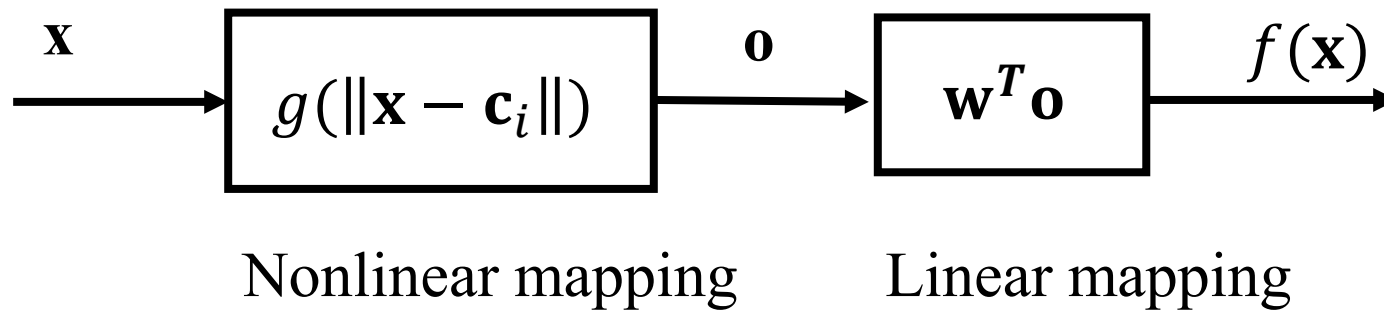 x
g(‖x − cᵢ‖)
o
wᵀo
f(x)
Nonlinear mapping
Linear mapping